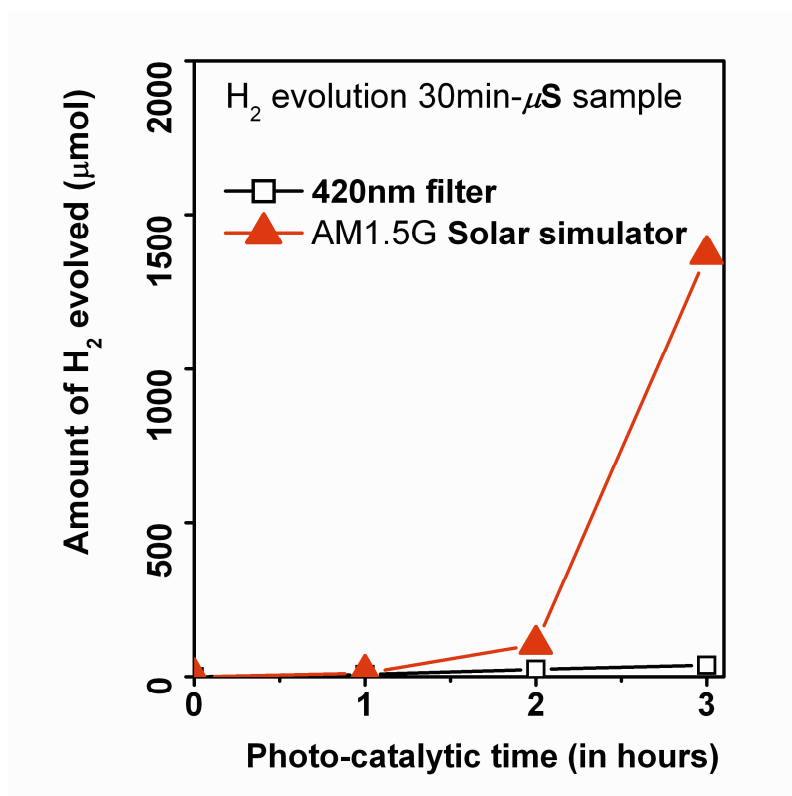 H2 evolution 30min-μS sample
420nm filter
AM1.5G Solar simulator
Amount of H2 evolved (μmol)
2000
1500
1000
500
0
0 1 2 3
Photo-catalytic time (in hours)